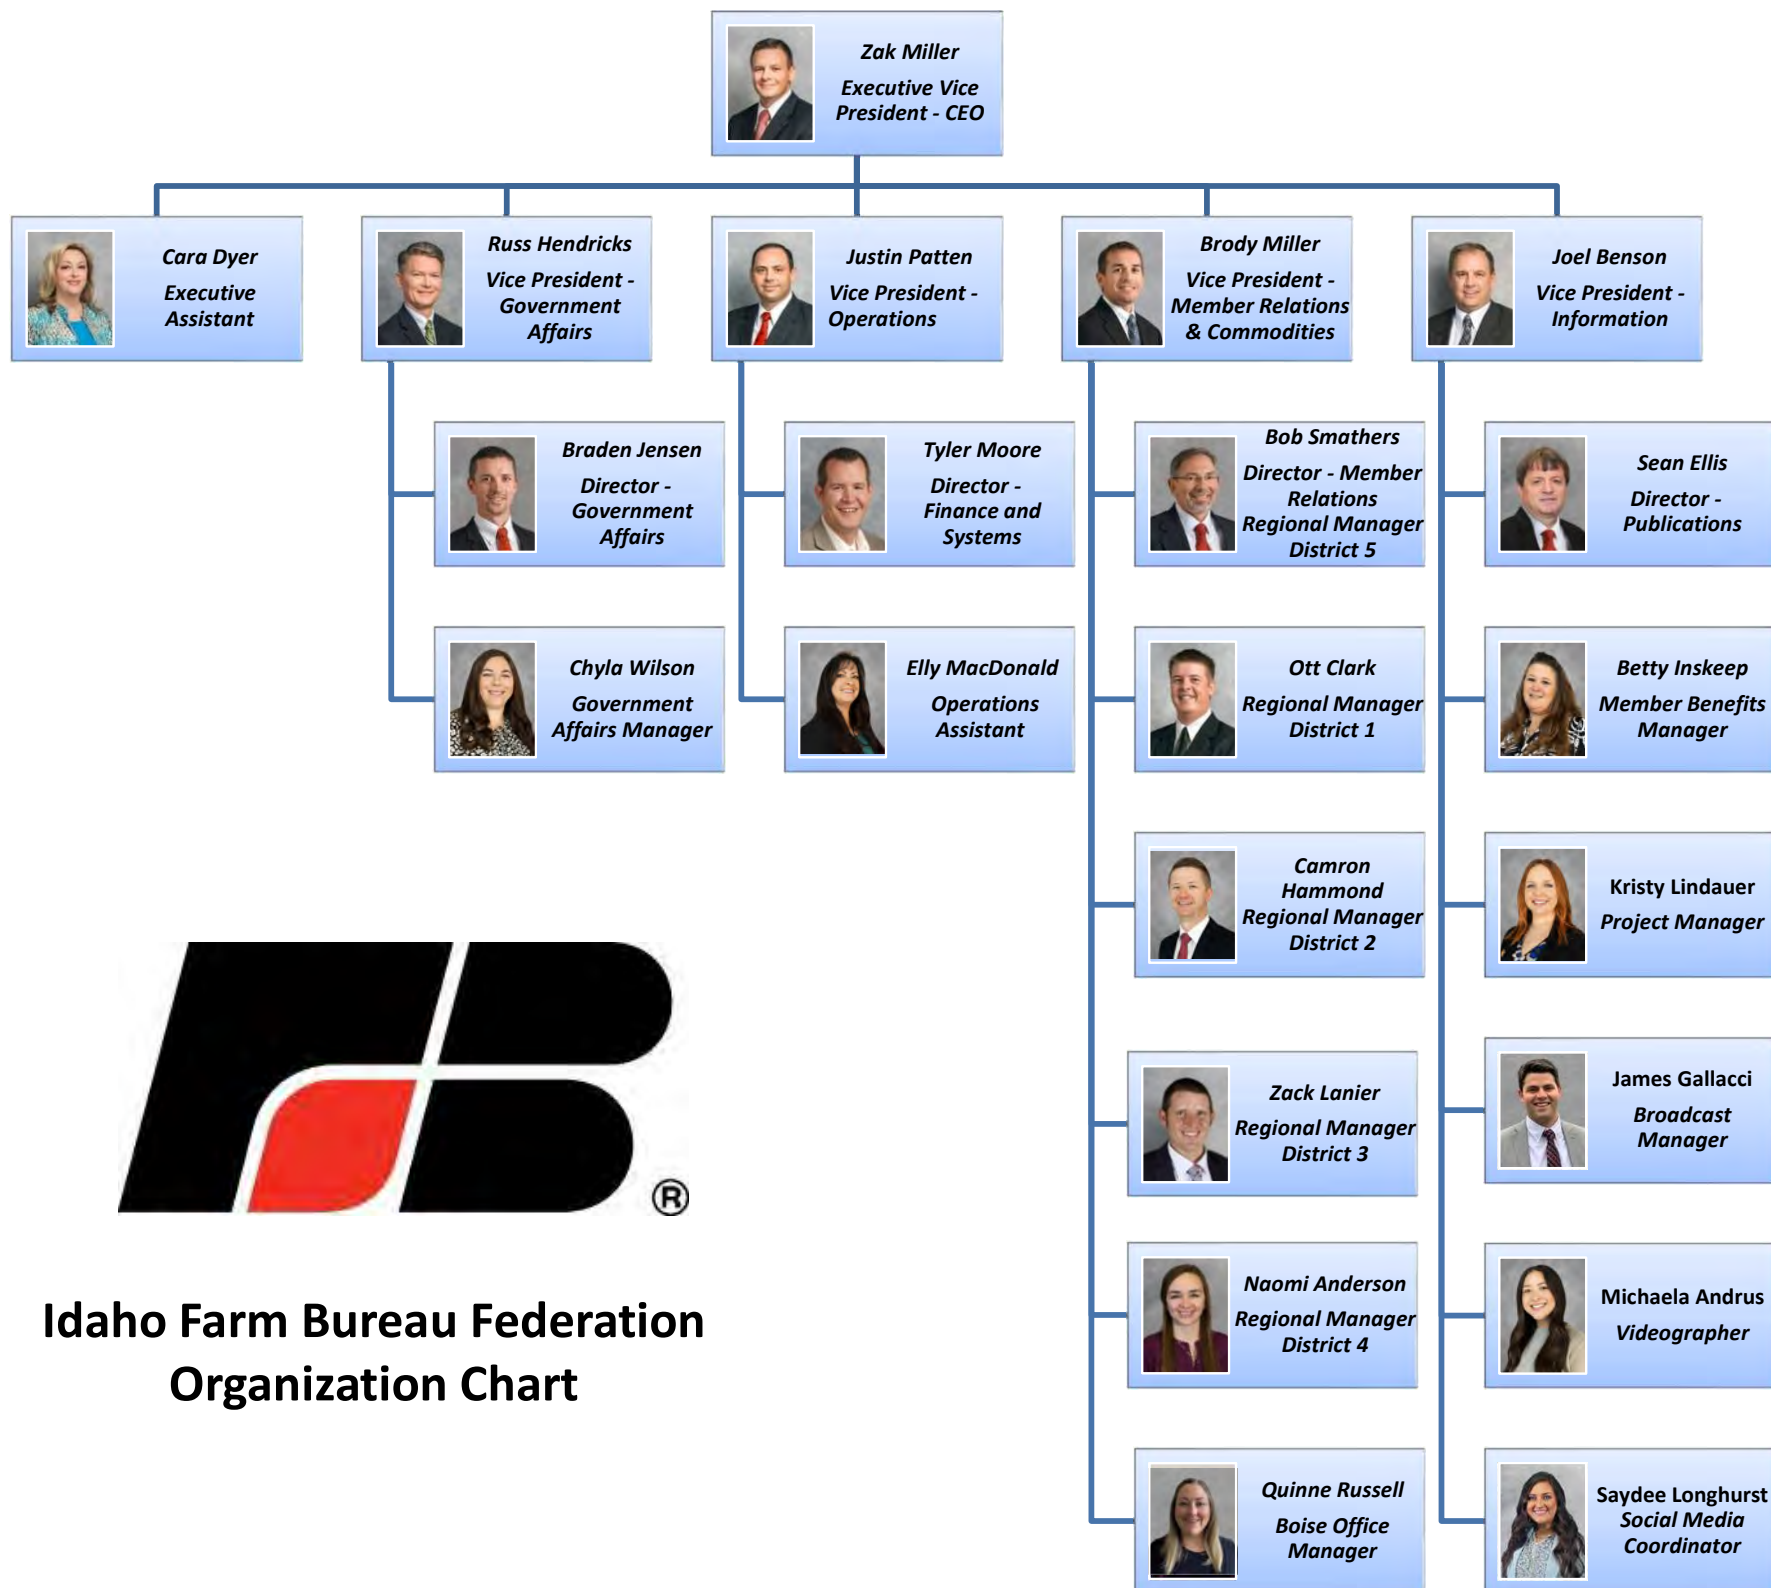 Zak Miller
Executive Vice
President - CEO
Cara Dyer
Executive
Assistant
Russ Hendricks
Vice President -
Government
Affairs
Justin Patten
Vice President -
Operations
Brody Miller
Vice President -
Member Relations
& Commodities
Joel Benson
Vice President -
Information
Braden Jensen
Director -
Government
Affairs
Chyla Wilson
Government
Affairs Manager
Tyler Moore
Director -
Finance and
Systems
Elly MacDonald
Operations
Assistant
Bob Smathers
Director - Member
Relations
Regional Manager
District 5
Ott Clark
Regional Manager
District 1
Camron
Hammond
Regional Manager
District 2
Zack Lanier
Regional Manager
District 3
Naomi Anderson
Regional Manager
District 4
Quinne Russell
Boise Office
Manager
Sean Ellis
Director -
Publications
Betty Inskeep
Member Benefits
Manager
Kristy Lindauer
Project Manager
James Gallacci
Broadcast
Manager
Michaela Andrus
Videographer
Saydee Longhurst
Social Media
Coordinator
FB
®
Idaho Farm Bureau Federation
Organization Chart